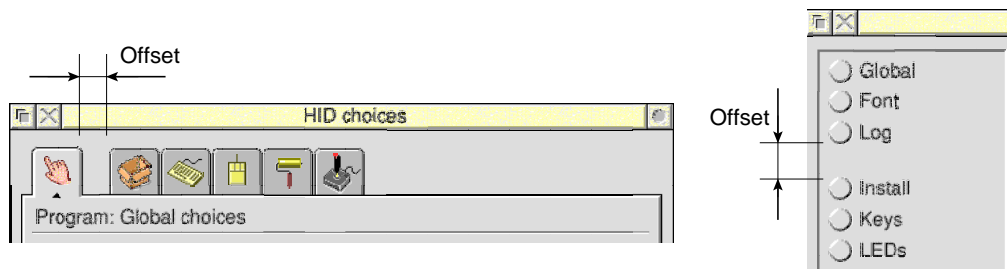 Offset
HID choices
Program: Global choices
Offset
Global
Font
Log
Install
Keys
LEDs